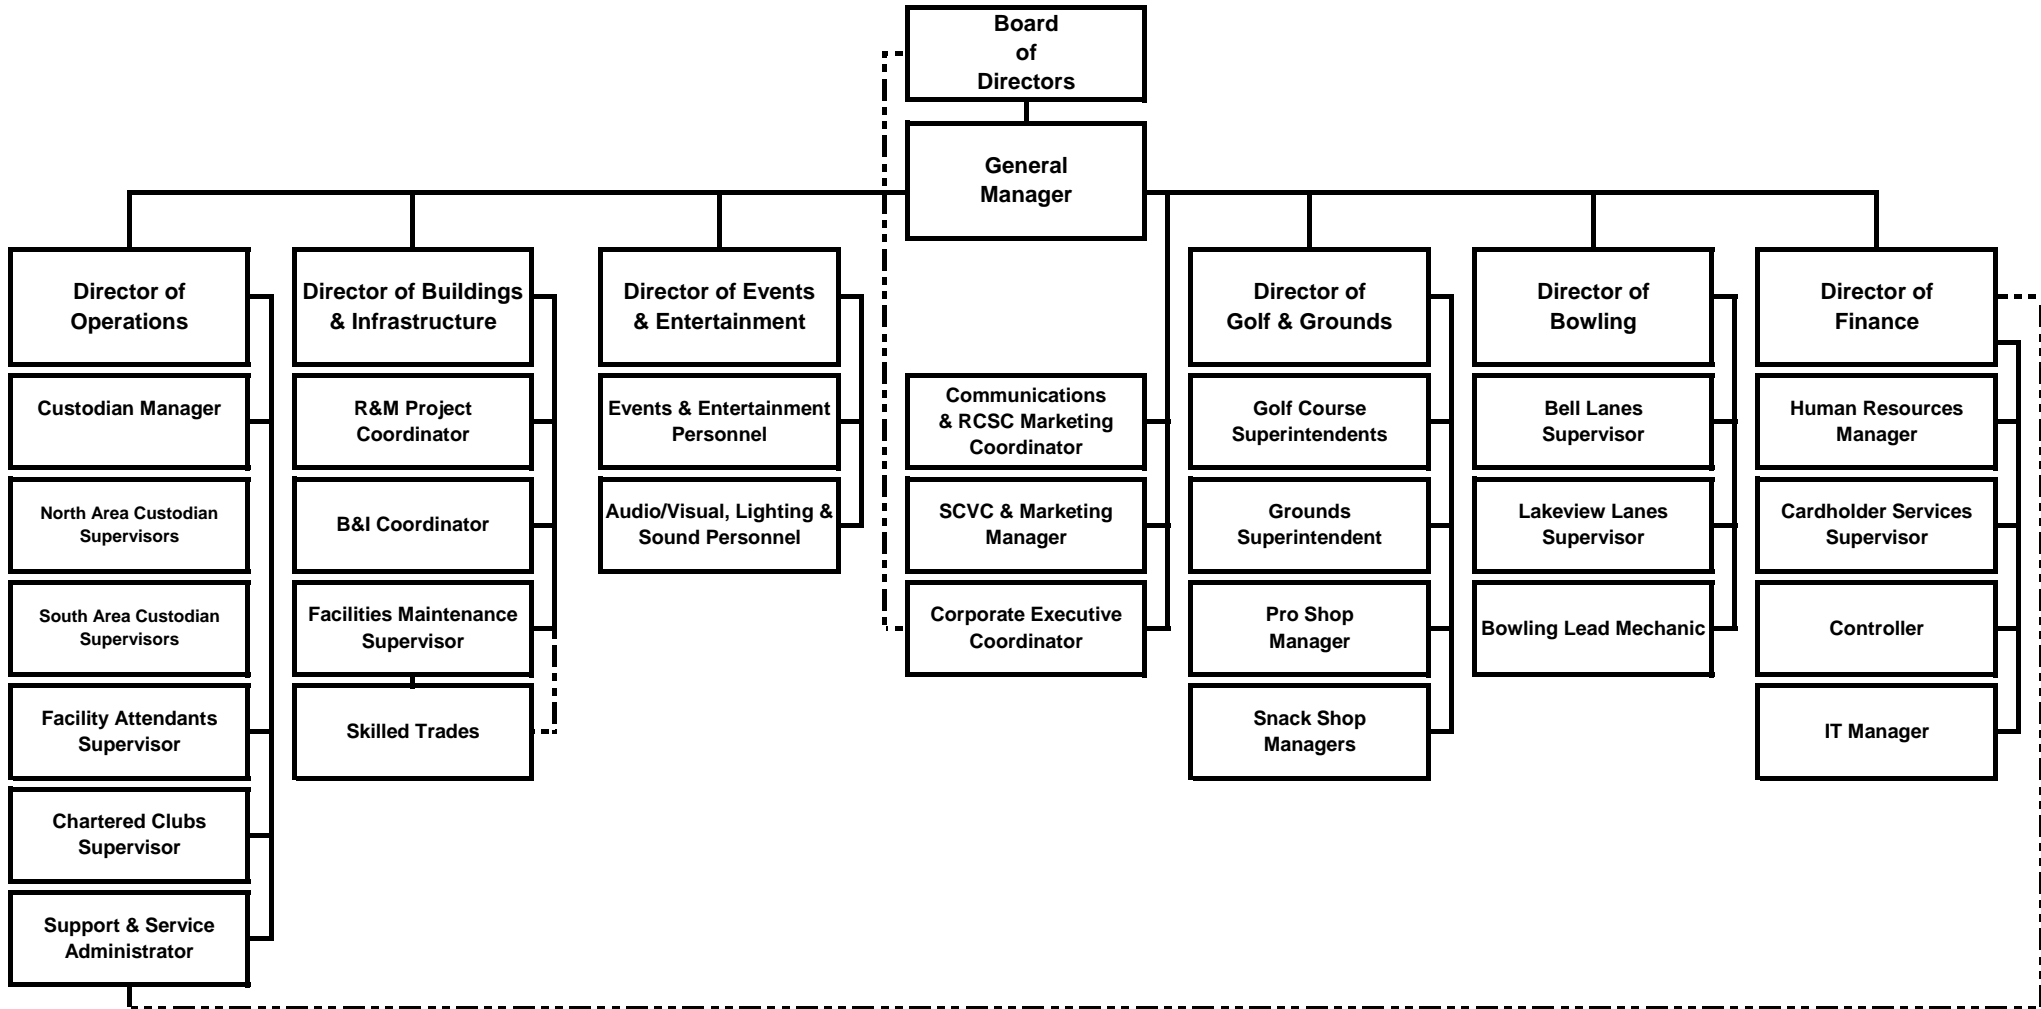 Board
of
Directors
General
Manager
Director of
Operations
Custodian Manager
North Area Custodian
Supervisors
South Area Custodian
Supervisors
Facility Attendants
Supervisor
Chartered Clubs
Supervisor
Support & Service
Administrator
Director of Buildings
& Infrastructure
R&M Project
Coordinator
B&I Coordinator
Facilities Maintenance
Supervisor
Skilled Trades
Director of Events
& Entertainment
Events & Entertainment
Personnel
Audio/Visual, Lighting &
Sound Personnel
Communications
& RCSC Marketing
Coordinator
SCVC & Marketing
Manager
Corporate Executive
Coordinator
Director of
Golf & Grounds
Golf Course
Superintendents
Grounds
Superintendent
Pro Shop
Manager
Snack Shop
Managers
Director of
Bowling
Bell Lanes
Supervisor
Lakeview Lanes
Supervisor
Bowling Lead Mechanic
Director of
Finance
Human Resources
Manager
Cardholder Services
Supervisor
Controller
IT Manager